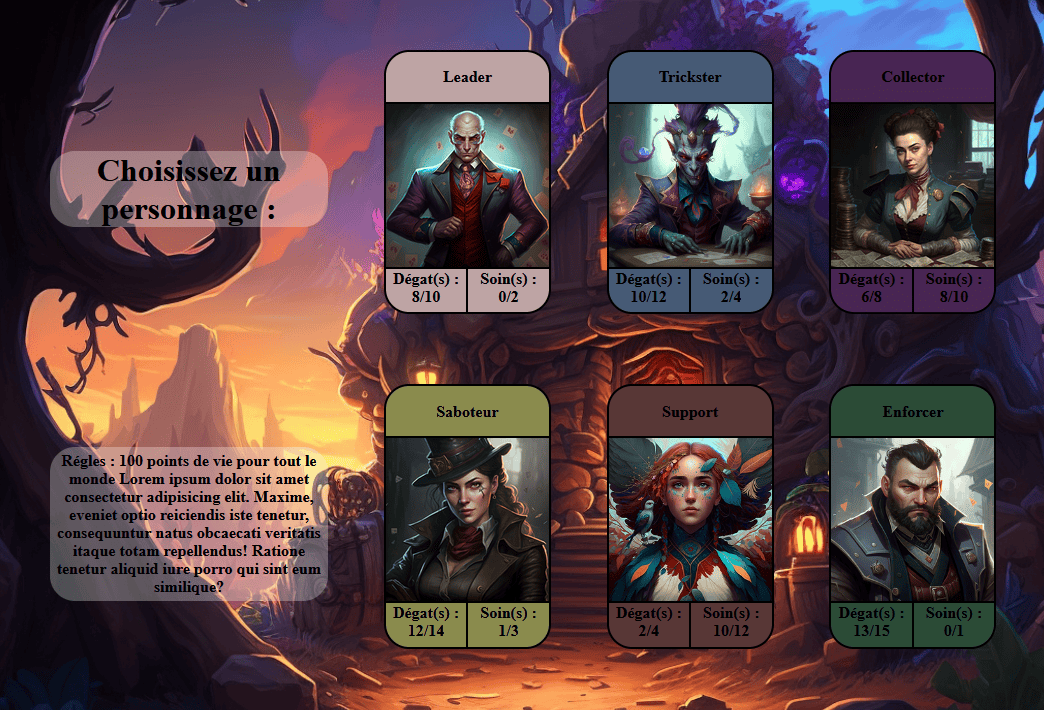 Choisissez un
personnage :
Régles : 100 points de vie pour tout le
monde Lorem ipsum dolor sit amet
consectetur adipisicing elit. Maxime,
eveniet optio reiciendis iste tenetur,
consequuntur natus obcaecati veritatis
itaque totam repellendus! Ratione
tenetur aliquid iure porro qui sint eum
similique?
Leader
Dégat(s) :
8/10
Soin(s) :
0/2
Trickster
Dégat(s) :
10/12
Soin(s) :
2/4
Collector
Dégat(s) :
6/8
Soin(s) :
8/10
Saboteur
Dégat(s) :
12/14
Soin(s) :
1/3
Support
Dégat(s) :
2/4
Soin(s) :
10/12
Enforcer
Dégat(s) :
13/15
Soin(s) :
0/1